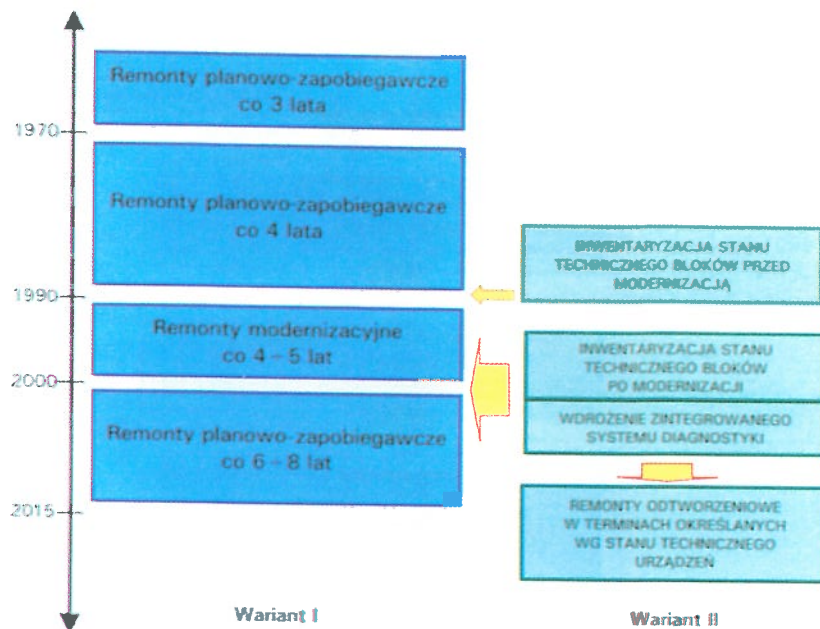 Remonty planowo-zapobiegawcze
co 3 lata
1970
Remonty planowo-zapobiegawcze
co 4 lata
INWENTARYZACJA STANU
TECHNICZNEGO BLOKÓW PRZED
MODERNIZACJĄ
1990
Remonty modernizacyjne
co 4 - 5 lat
2000
INWENTARYZACJA STANU
TECHNICZNEGO BLOKÓW
PO MODERNIZACJI
WDROŻENIE ZINTEGROWANEGO
SYSTEMU DIAGNOSTYKI
Remonty planowo-zapobiegawcze
co 6 - 8 lat
2015
REMONTY ODTWORZENIOWE
W TERMINACH OKREŚLANYCH
WG STANU TECHNICZNEGO
URZĄDZEŃ
Wariant I
Wariant II